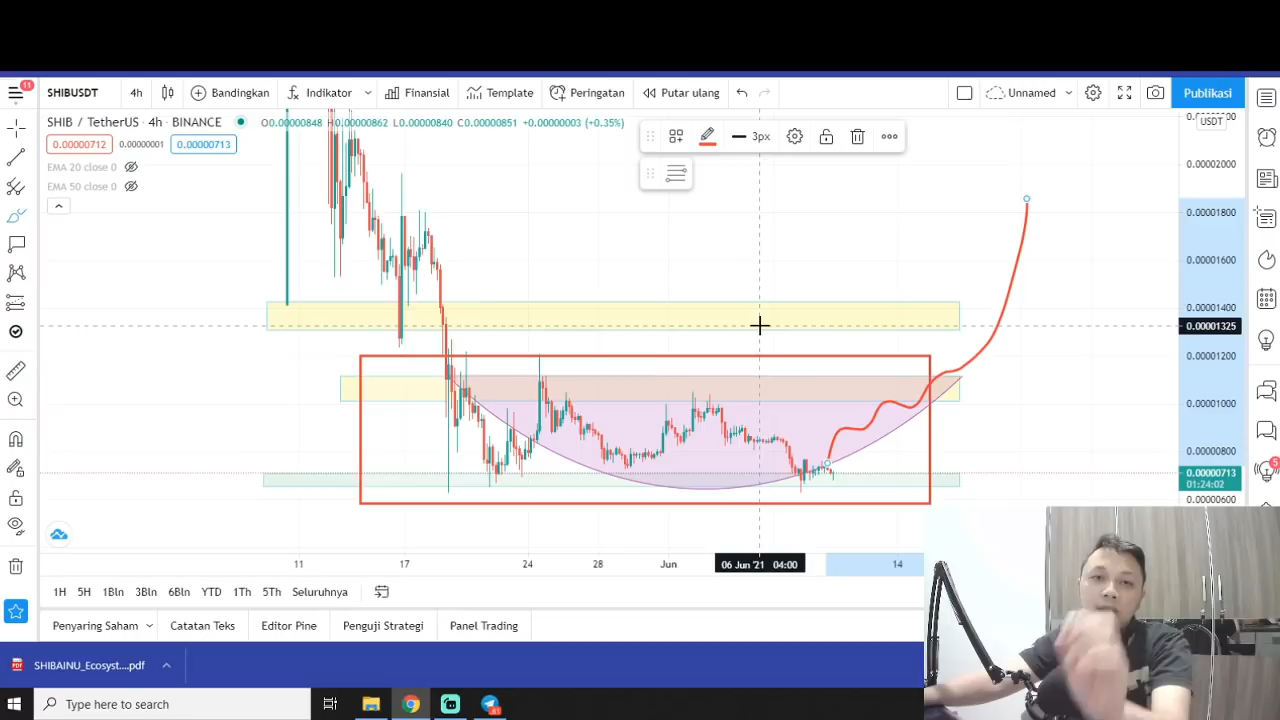 11
SHIBUSDT 4h Bandingkan Indikator Finansial Template Peringatan Putar ulang Unnamed Publikasi
SHIB / TetherUS · 4h · BINANCE O0.00000848 H0.00000862 L0.00000840 C0.00000851 +0.00000003 (+0.35%)
USDT
0.00000712 0.00000001 0.00000713
3px
EMA 20 close 0
EMA 50 close 0
0.00002000
0.00001800
0.00001600
0.00001400
0.00001325
0.00001200
0.00001000
0.00000800
0.00000713
01:24:02
0.00000600
5
11 17 24 28 Jun 06 Jun '21 04:00 14
1H 5H 1Bln 3Bln 6Bln YTD 1Th 5Th Seluruhnya
Penyaring Saham Catatan Teks Editor Pine Penguji Strategi Panel Trading
PDF SHIBAINU_Ecosyst....pdf
Type here to search